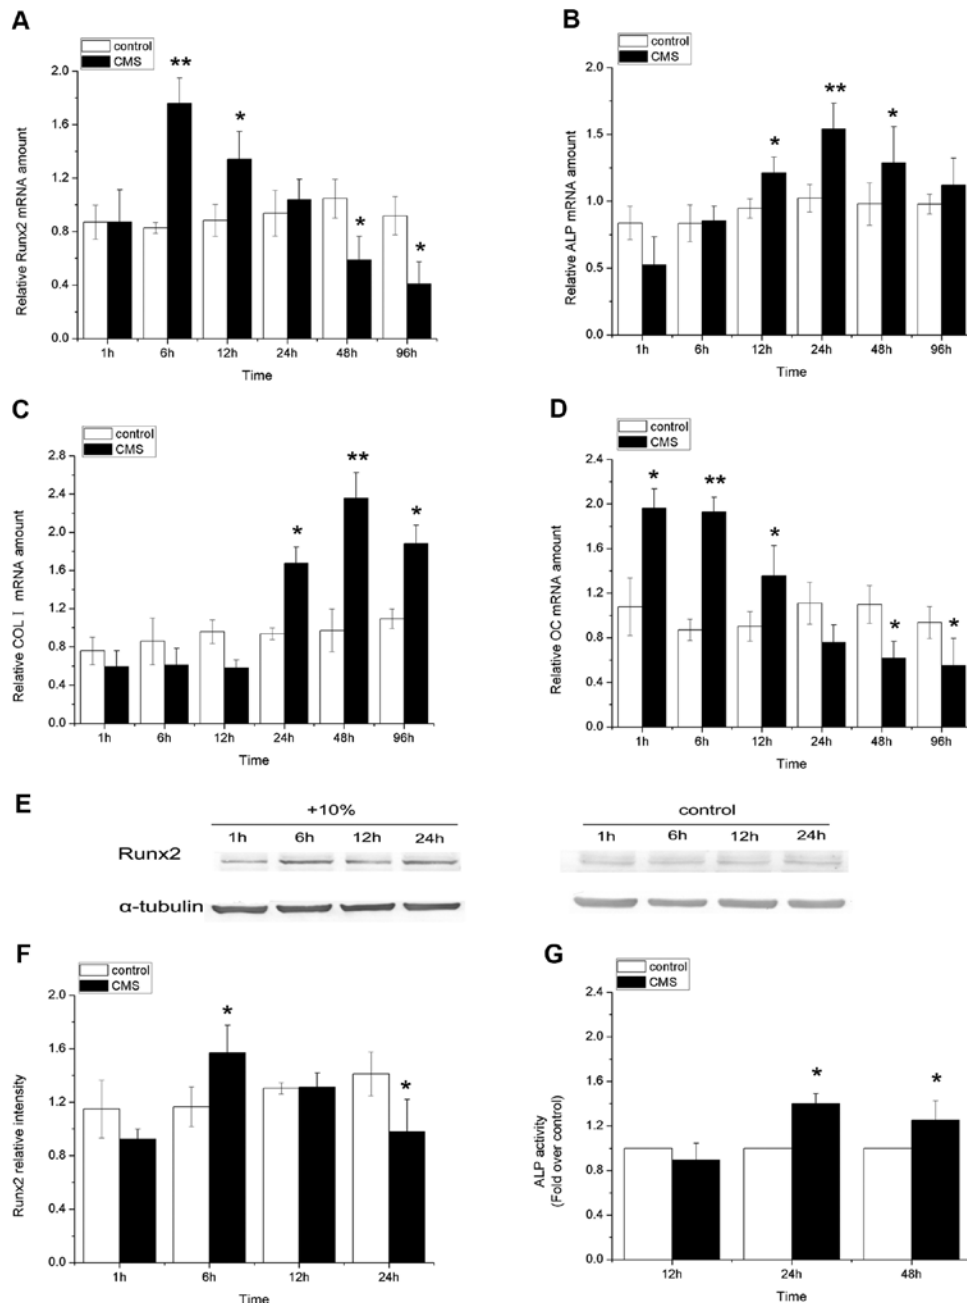 A
control
CMS
Relative Runx2 mRNA amount
2.0
1.6
1.2
0.8
0.4
0.0
**
*
*
*
1h 6h 12h 24h 48h 96h
Time
B
control
CMS
Relative ALP mRNA amount
2.0
1.5
1.0
0.5
0.0
*
**
*
1h 6h 12h 24h 48h 96h
Time
C
control
CMS
Relative COL I mRNA amount
2.8
2.4
2.0
1.6
1.2
0.8
0.4
0.0
*
**
*
1h 6h 12h 24h 48h 96h
Time
D
control
CMS
Relative OC mRNA amount
2.4
2.0
1.6
1.2
0.8
0.4
0.0
*
**
*
*
*
1h 6h 12h 24h 48h 96h
Time
E
+10% control
1h 6h 12h 24h 1h 6h 12h 24h
Runx2
α-tubulin
F
control
CMS
Runx2 relative intensity
2.0
1.6
1.2
0.8
0.4
0.0
*
*
1h 6h 12h 24h
Time
G
control
CMS
ALP activity
(Fold over control)
2.4
2.0
1.6
1.2
0.8
0.4
0.0
*
*
12h 24h 48h
Time